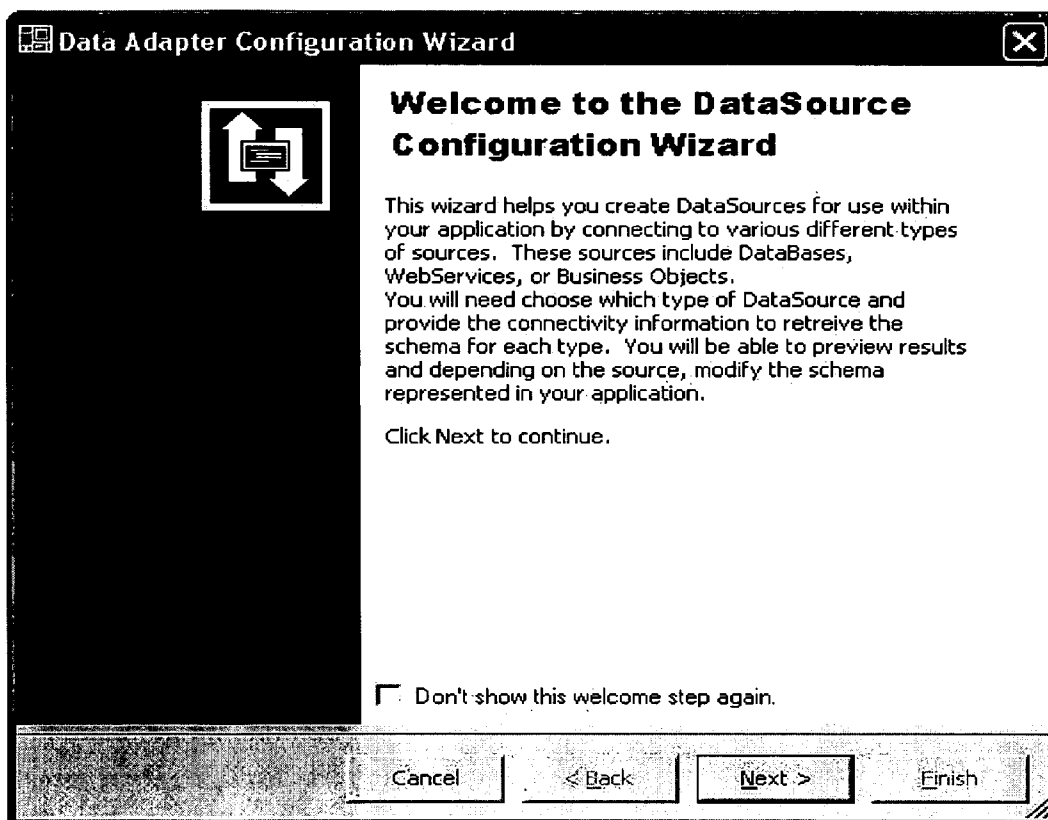 Data Adapter Configuration Wizard
Welcome to the DataSource
Configuration Wizard
This wizard helps you create DataSources for use within
your application by connecting to various different types
of sources.  These sources include DataBases,
WebServices, or Business Objects.
You will need choose which type of DataSource and
provide the connectivity information to retreive the
schema for each type.  You will be able to preview results
and depending on the source, modify the schema
represented in your application.
Click Next to continue.
Don't show this welcome step again.
Cancel
< Back
Next >
Finish